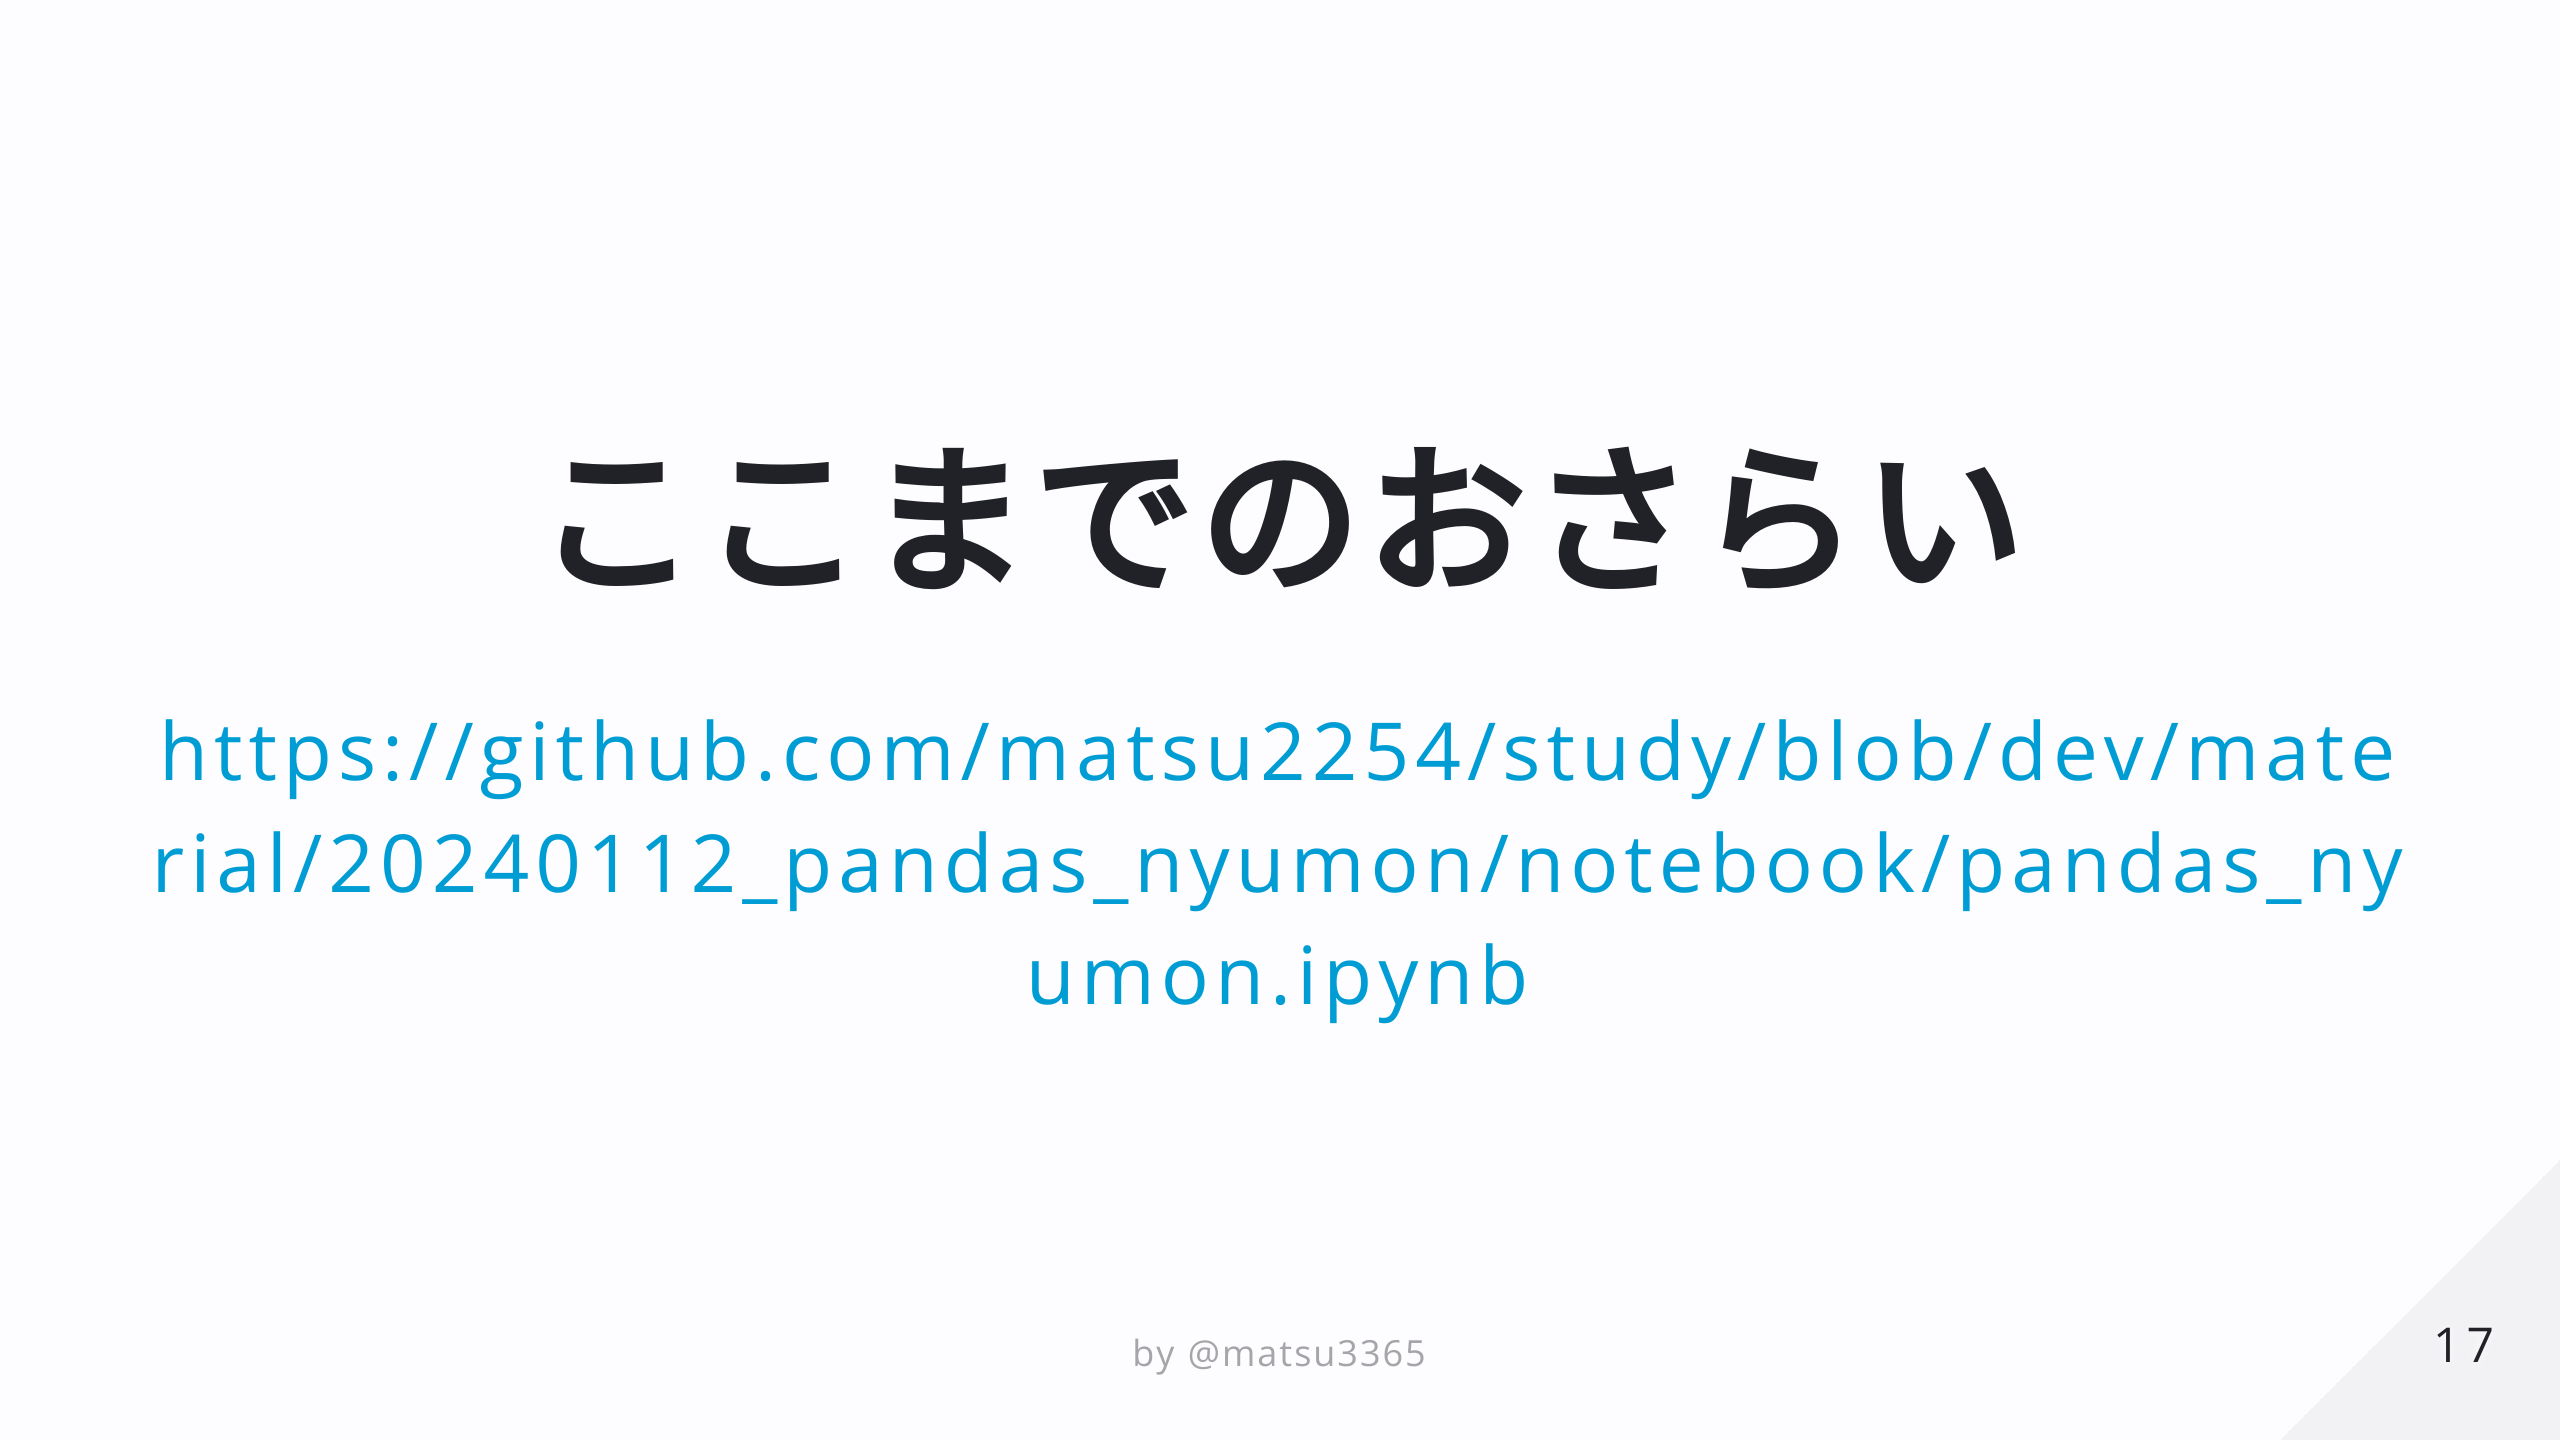 ここまでのおさらい
https://github.com/matsu2254/study/blob/dev/mate
rial/20240112_pandas_nyumon/notebook/pandas_ny
umon.ipynb
by @matsu3365
17